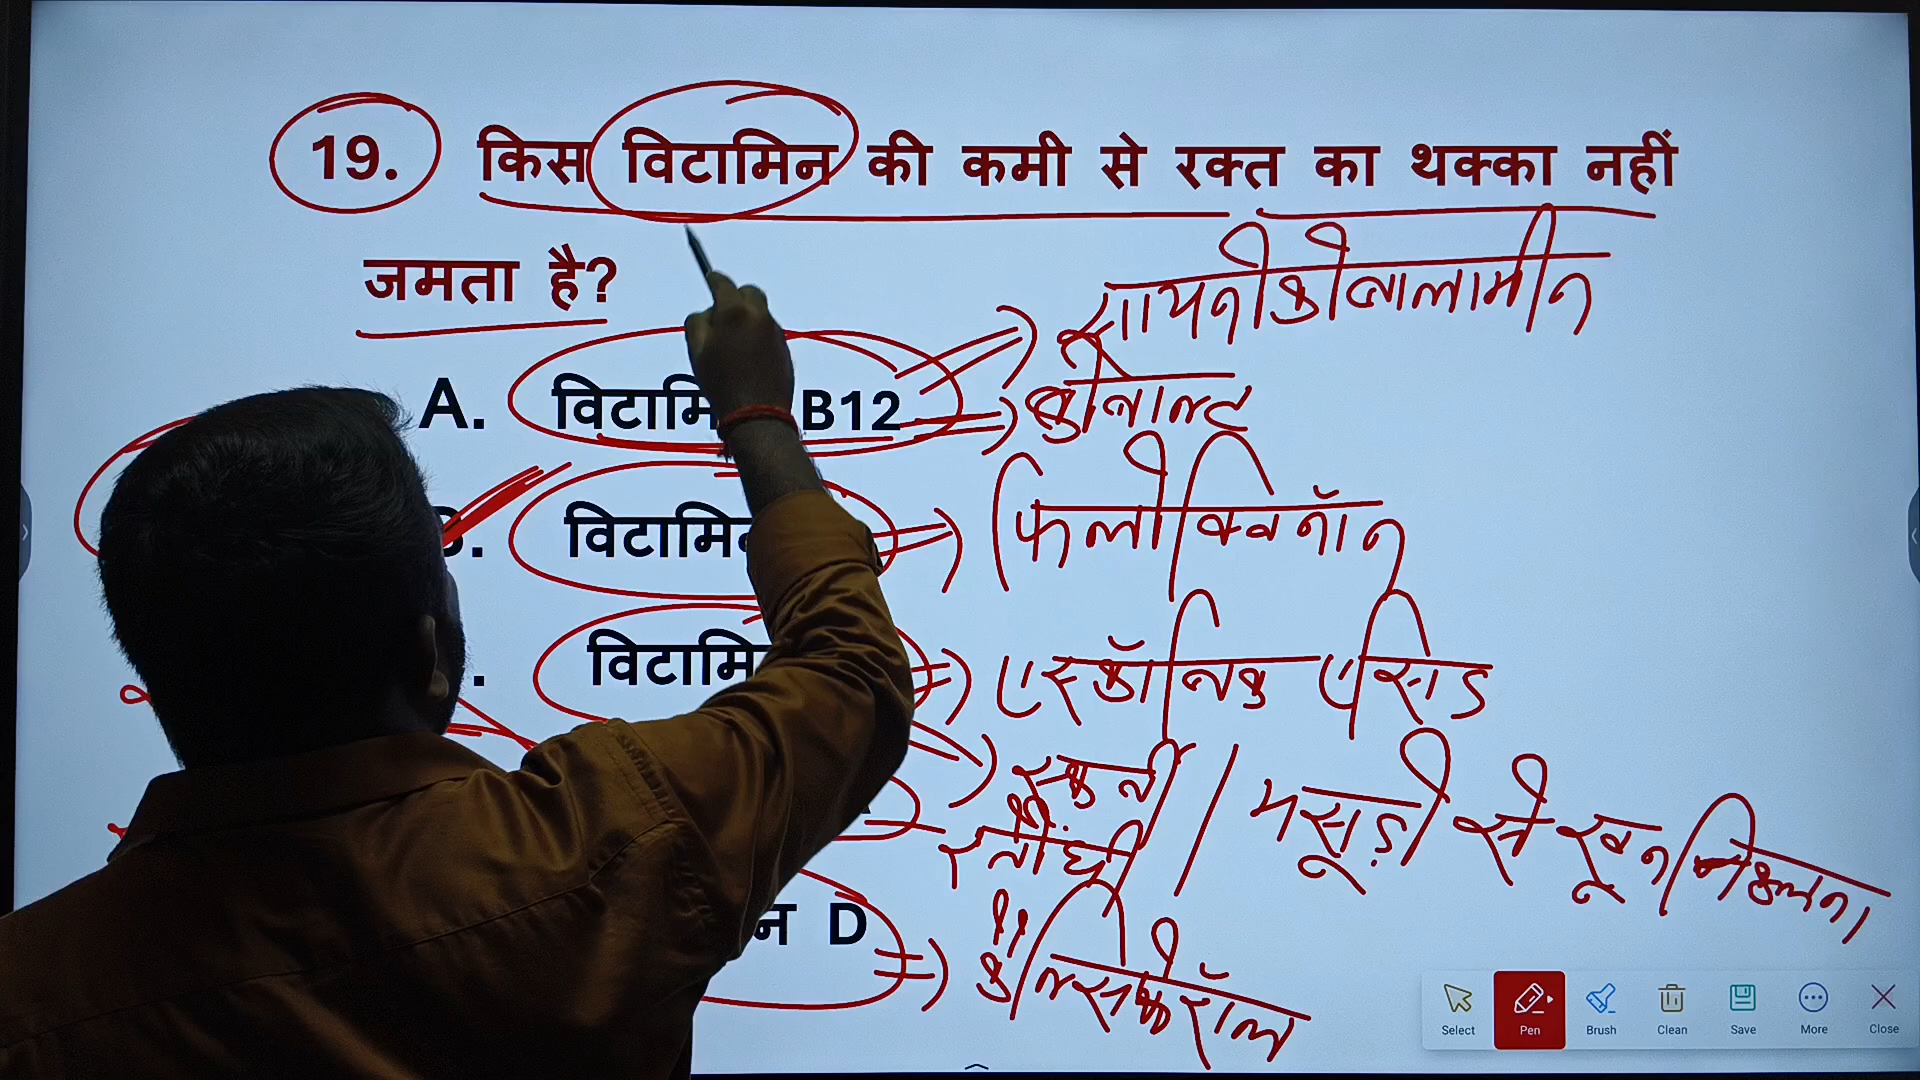 19. किस विटामिन की कमी से रक्त का थक्का नहीं
जमता है?
सायनोकोबालामीन
A. विटामि B12
कोबाल्ट
B. विटामिन
फिलोक्विनॉन
विटामि
एस्कॉर्बिक एसिड
स्कर्वी / मसूड़ो से खून निकलना
रतौंधी
न D
कैल्सिफेरॉल
Select Pen Brush Clean Save More Close